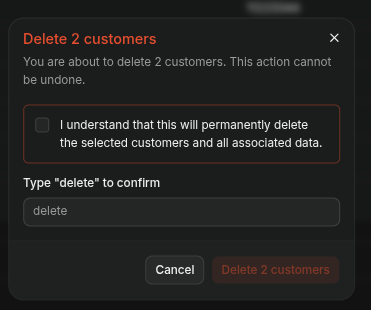 Delete 2 customers
You are about to delete 2 customers. This action cannot
be undone.
I understand that this will permanently delete
the selected customers and all associated data.
Type "delete" to confirm
delete
Cancel
Delete 2 customers